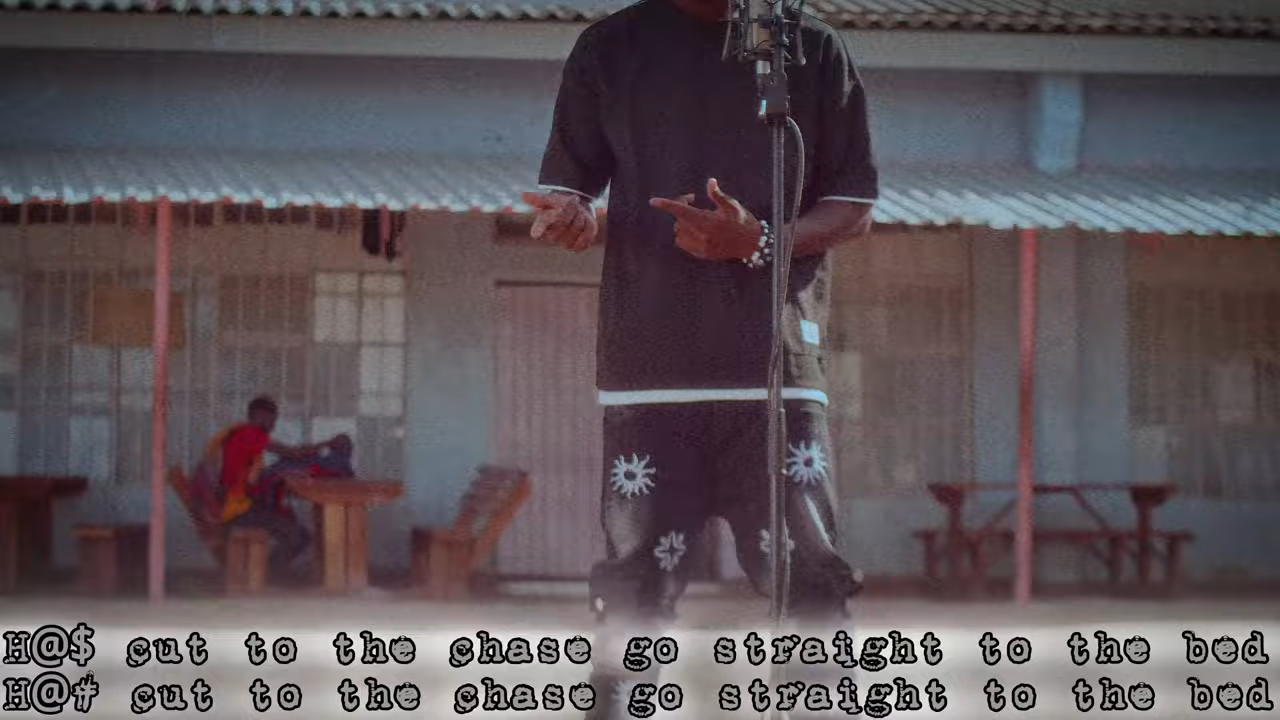 H@$ cut to the chase go straight to the bed
H@# cut to the chase go straight to the bed